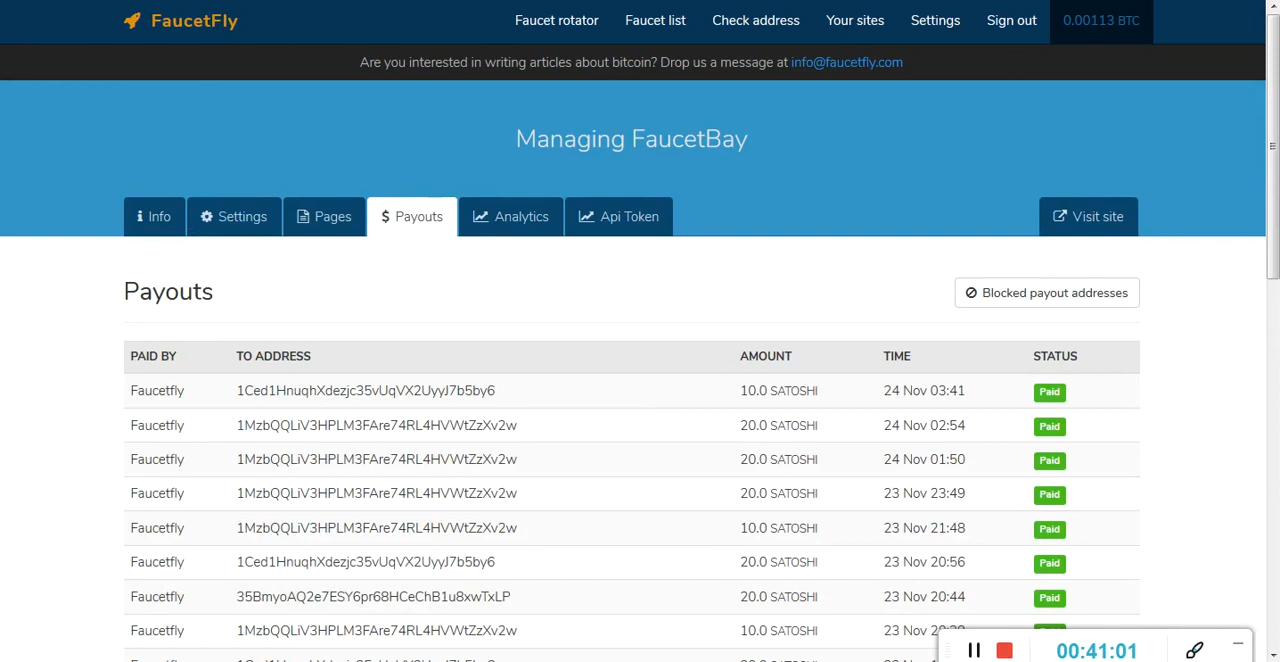 FaucetFly Faucet rotator Faucet list Check address Your sites Settings Sign out 0.00113 BTC
Are you interested in writing articles about bitcoin? Drop us a message at info@faucetfly.com
Managing FaucetBay
Info Settings Pages $ Payouts Analytics Api Token Visit site
Payouts Blocked payout addresses
PAID BY TO ADDRESS AMOUNT TIME STATUS
Faucetfly 1Ced1HnuqhXdezjc35vUqVX2UyyJ7b5by6 10.0 SATOSHI 24 Nov 03:41 Paid
Faucetfly 1MzbQQLiV3HPLM3FAre74RL4HVWtZzXv2w 20.0 SATOSHI 24 Nov 02:54 Paid
Faucetfly 1MzbQQLiV3HPLM3FAre74RL4HVWtZzXv2w 20.0 SATOSHI 24 Nov 01:50 Paid
Faucetfly 1MzbQQLiV3HPLM3FAre74RL4HVWtZzXv2w 20.0 SATOSHI 23 Nov 23:49 Paid
Faucetfly 1MzbQQLiV3HPLM3FAre74RL4HVWtZzXv2w 10.0 SATOSHI 23 Nov 21:48 Paid
Faucetfly 1Ced1HnuqhXdezjc35vUqVX2UyyJ7b5by6 20.0 SATOSHI 23 Nov 20:56 Paid
Faucetfly 35BmyoAQ2e7ESY6pr68HCeChB1u8xwTxLP 20.0 SATOSHI 23 Nov 20:44 Paid
Faucetfly 1MzbQQLiV3HPLM3FAre74RL4HVWtZzXv2w 10.0 SATOSHI 23 Nov
Faucetfly
00:41:01